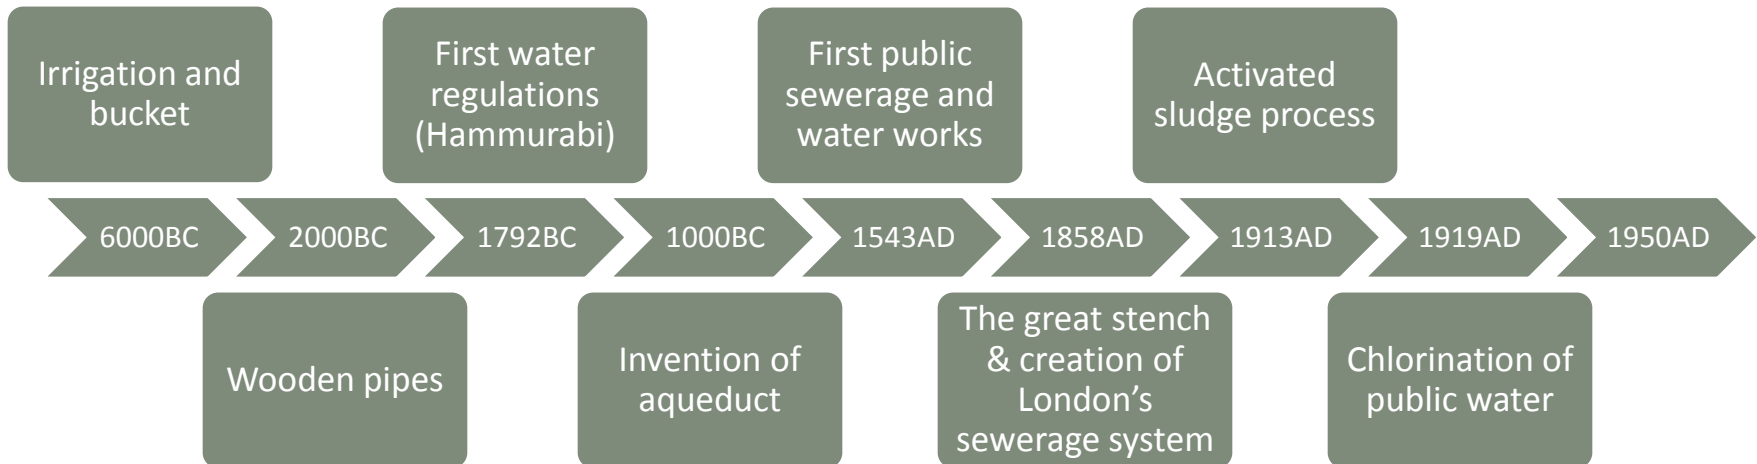 Irrigation and
bucket
First water
regulations
(Hammurabi)
First public
sewerage and
water works
Activated
sludge process
6000BC
2000BC
1792BC
1000BC
1543AD
1858AD
1913AD
1919AD
1950AD
Wooden pipes
Invention of
aqueduct
The great stench
& creation of
London’s
sewerage system
Chlorination of
public water